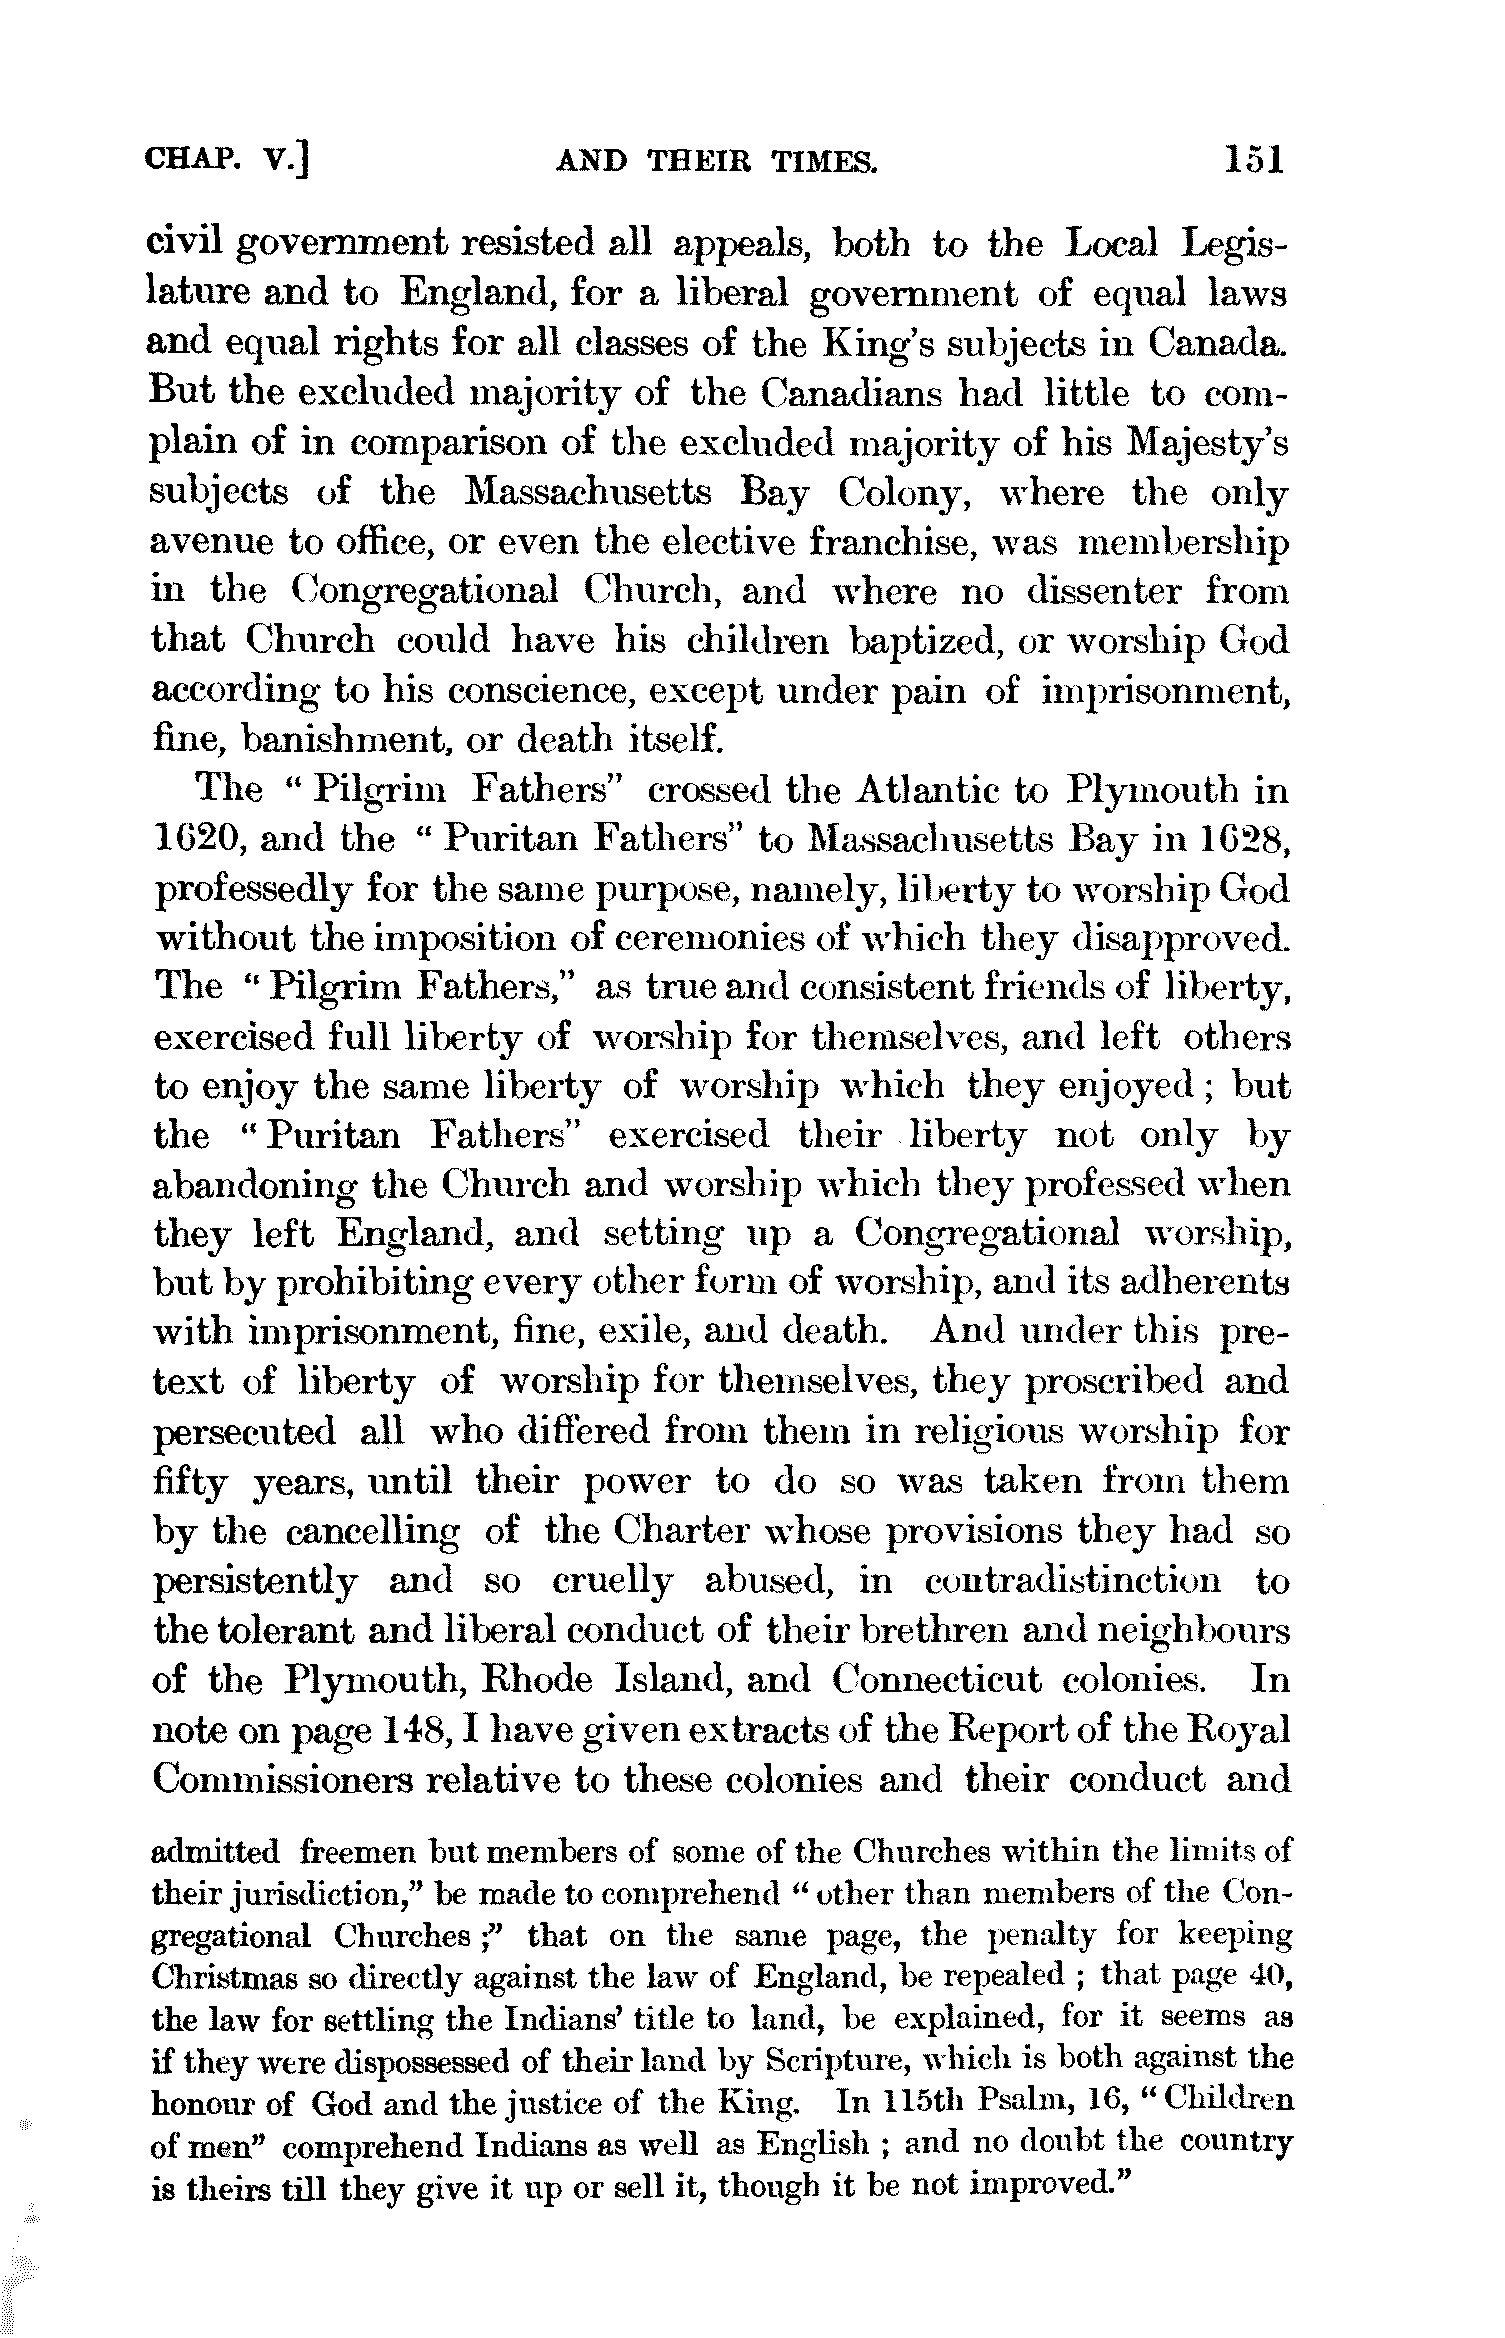 CHAP. V.] AND THEIR TIMES. 151
civil government resisted all appeals, both to the Local Legis-
lature and to England, for a liberal government of equal laws
and equal rights for all classes of the King's subjects in Canada.
But the excluded majority of the Canadians had little to com-
plain of in comparison of the excluded majority of his Majesty's
subjects of the Massachusetts Bay Colony, where the only
avenue to office, or even the elective franchise, was membership
in the Congregational Church, and where no dissenter from
that Church could have his children baptized, or worship God
according to his conscience, except under pain of imprisonment,
fine, banishment, or death itself.
The "Pilgrim Fathers" crossed the Atlantic to Plymouth in
1620, and the "Puritan Fathers" to Massachusetts Bay in 1628,
professedly for the same purpose, namely, liberty to worship God
without the imposition of ceremonies of which they disapproved.
The "Pilgrim Fathers," as true and consistent friends of liberty,
exercised full liberty of worship for themselves, and left others
to enjoy the same liberty of worship which they enjoyed; but
the "Puritan Fathers" exercised their liberty not only by
abandoning the Church and worship which they professed when
they left England, and setting up a Congregational worship,
but by prohibiting every other form of worship, and its adherents
with imprisonment, fine, exile, and death. And under this pre-
text of liberty of worship for themselves, they proscribed and
persecuted all who differed from them in religious worship for
fifty years, until their power to do so was taken from them
by the cancelling of the Charter whose provisions they had so
persistently and so cruelly abused, in contradistinction to
the tolerant and liberal conduct of their brethren and neighbours
of the Plymouth, Rhode Island, and Connecticut colonies. In
note on page 148, I have given extracts of the Report of the Royal
Commissioners relative to these colonies and their conduct and
admitted freemen but members of some of the Churches within the limits of
their jurisdiction," be made to comprehend "other than members of the Con-
gregational Churches;" that on the same page, the penalty for keeping
Christmas so directly against the law of England, be repealed; that page 40,
the law for settling the Indians' title to land, be explained, for it seems as
if they were dispossessed of their land by Scripture, which is both against the
honour of God and the justice of the King. In 115th Psalm, 16, "Children
of men" comprehend Indians as well as English; and no doubt the country
is theirs till they give it up or sell it, though it be not improved."